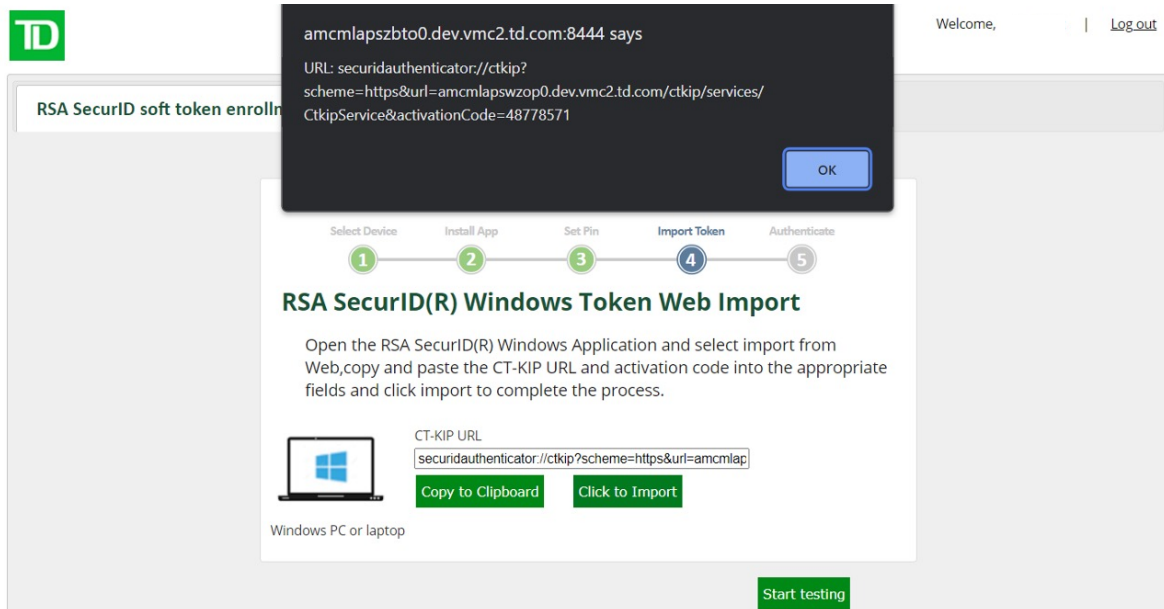 TD
Welcome, | Log out
amcmlapszbto0.dev.vmc2.td.com:8444 says
URL: securidauthenticator://ctkip?
scheme=https&url=amcmlapswzop0.dev.vmc2.td.com/ctkip/services/
CtkipService&activationCode=48778571
OK
RSA SecurID soft token enrolln
Select Device Install App Set Pin Import Token Authenticate
1 2 3 4 5
RSA SecurID(R) Windows Token Web Import
Open the RSA SecurID(R) Windows Application and select import from
Web,copy and paste the CT-KIP URL and activation code into the appropriate
fields and click import to complete the process.
CT-KIP URL
securidauthenticator://ctkip?scheme=https&url=amcmlap
Copy to Clipboard Click to Import
Windows PC or laptop
Start testing